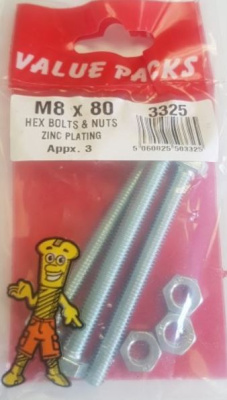 VALUE PACKS
M8 x 80
3325
HEX BOLTS & NUTS
ZINC PLATING
Appx. 3
5 060025 503325